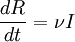 dR/dt = νI